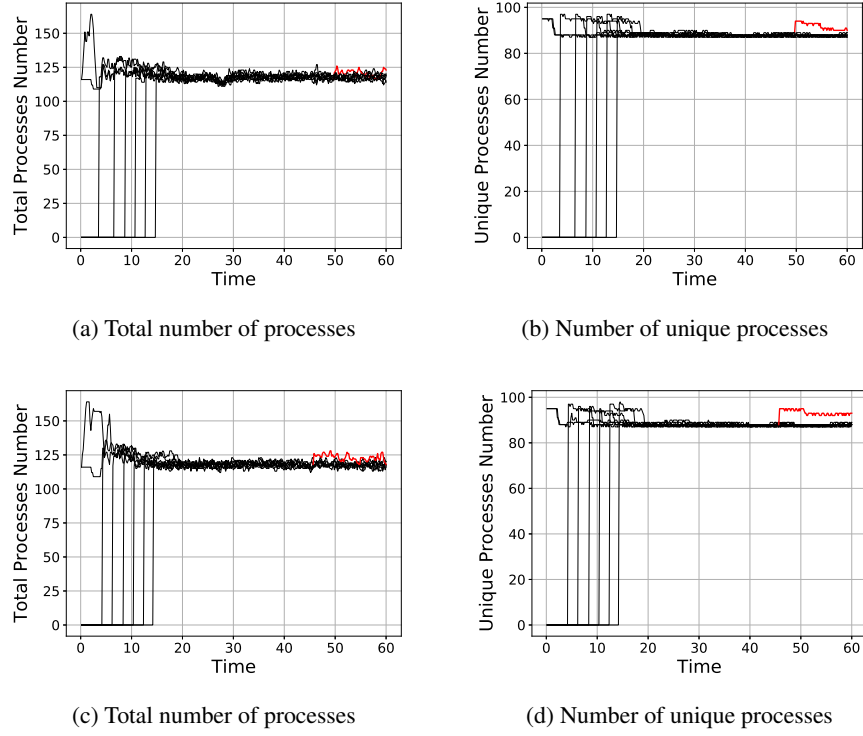 150
125
100
75
50
25
0
Total Processes Number
0 10 20 30 40 50 60
Time
(a) Total number of processes
100
80
60
40
20
0
Unique Processes Number
0 10 20 30 40 50 60
Time
(b) Number of unique processes
150
125
100
75
50
25
0
Total Processes Number
0 10 20 30 40 50 60
Time
(c) Total number of processes
100
80
60
40
20
0
Unique Processes Number
0 10 20 30 40 50 60
Time
(d) Number of unique processes